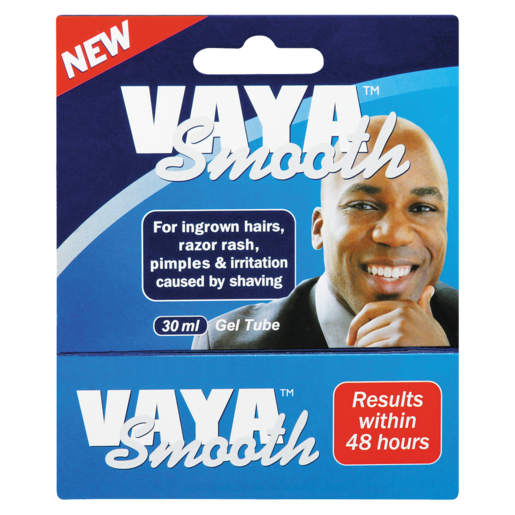 NEW
VAYA™
Smooth
For ingrown hairs,
razor rash,
pimples & irritation
caused by shaving
30 ml Gel Tube
VAYA™
Smooth
Results
within
48 hours